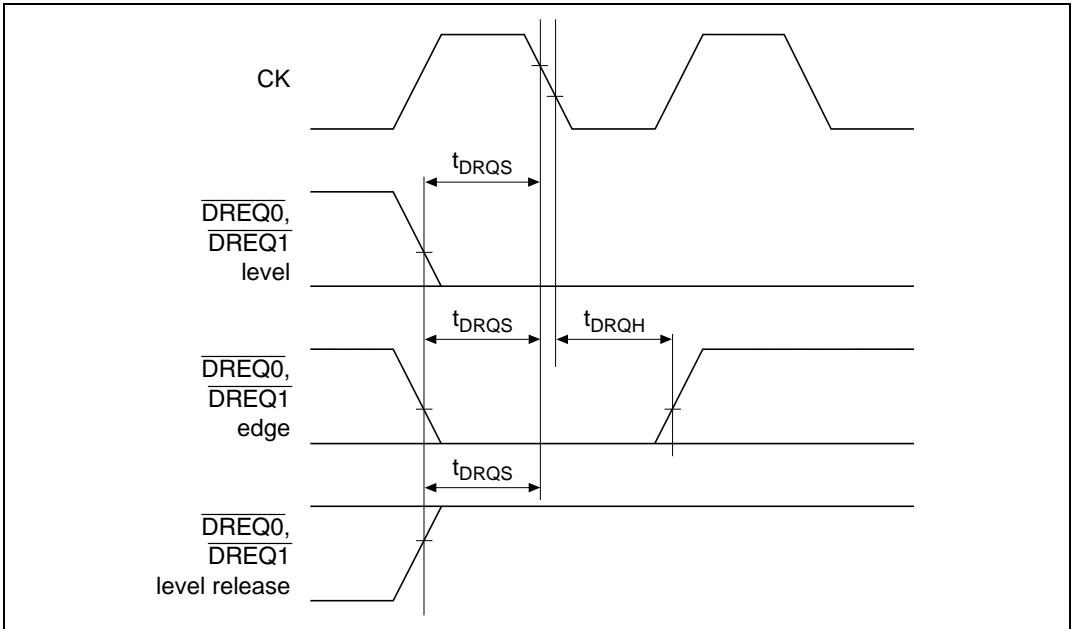 CK
tDRQS
DREQ0,
DREQ1
level
tDRQS
tDRQH
DREQ0,
DREQ1
edge
tDRQS
DREQ0,
DREQ1
level release